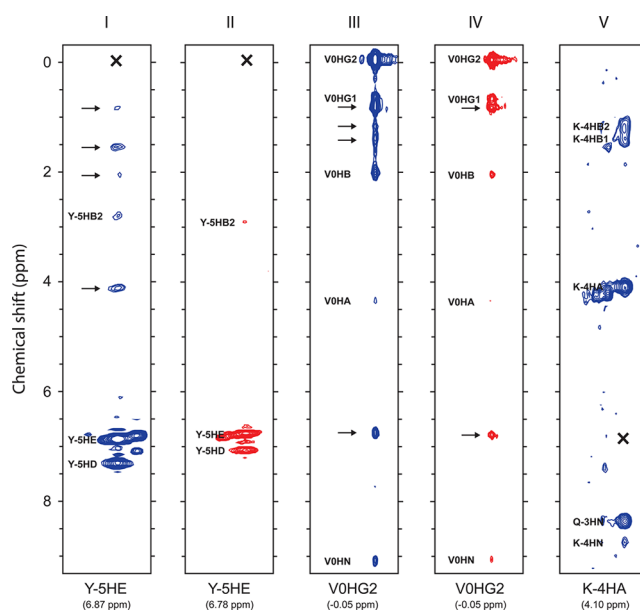 I II III IV V
Chemical shift (ppm)
0
2
4
6
8
Y-5HB2
Y-5HE
Y-5HD
Y-5HE
(6.87 ppm)
Y-5HB2
Y-5HE
Y-5HD
Y-5HE
(6.78 ppm)
V0HG2
V0HG1
V0HB
V0HA
V0HN
V0HG2
(-0.05 ppm)
V0HG2
V0HG1
V0HB
V0HA
V0HN
V0HG2
(-0.05 ppm)
K-4HB2
K-4HB1
K-4HA
Q-3HN
K-4HN
K-4HA
(4.10 ppm)